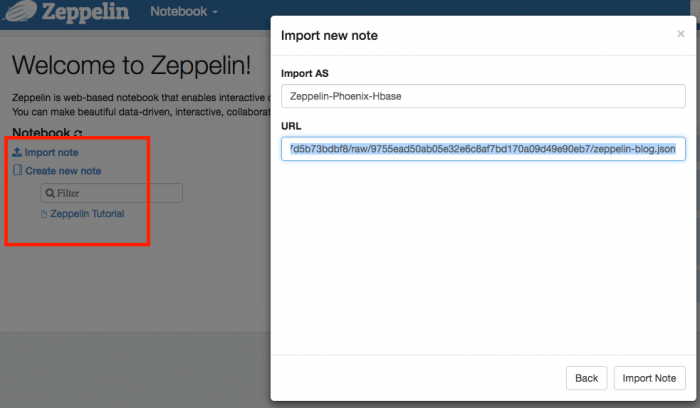 Zeppelin
Notebook
Import new note
×
Welcome to Zeppelin!
Import AS
Zeppelin-Phoenix-Hbase
Zeppelin is web-based notebook that enables interactive
You can make beautiful data-driven, interactive, collaborat
URL
Notebook
7d5b73bdbf8/raw/9755ead50ab05e32e6c8af7bd170a09d49e90eb7/zeppelin-blog.json
Import note
Create new note
Filter
Zeppelin Tutorial
Back
Import Note